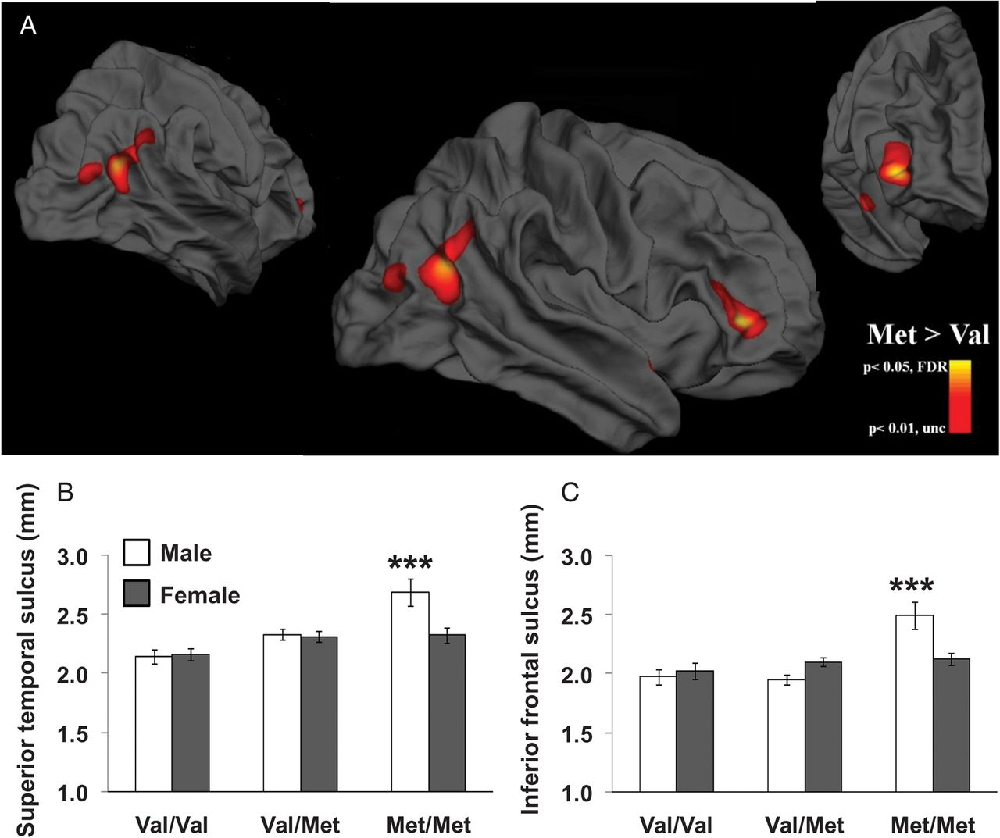 A
Met > Val
p< 0.05, FDR
p< 0.01, unc
B
Superior temporal sulcus (mm)
Male
Female
***
3.0
2.5
2.0
1.5
1.0
Val/Val
Val/Met
Met/Met
C
Inferior frontal sulcus (mm)
***
3.0
2.5
2.0
1.5
1.0
Val/Val
Val/Met
Met/Met